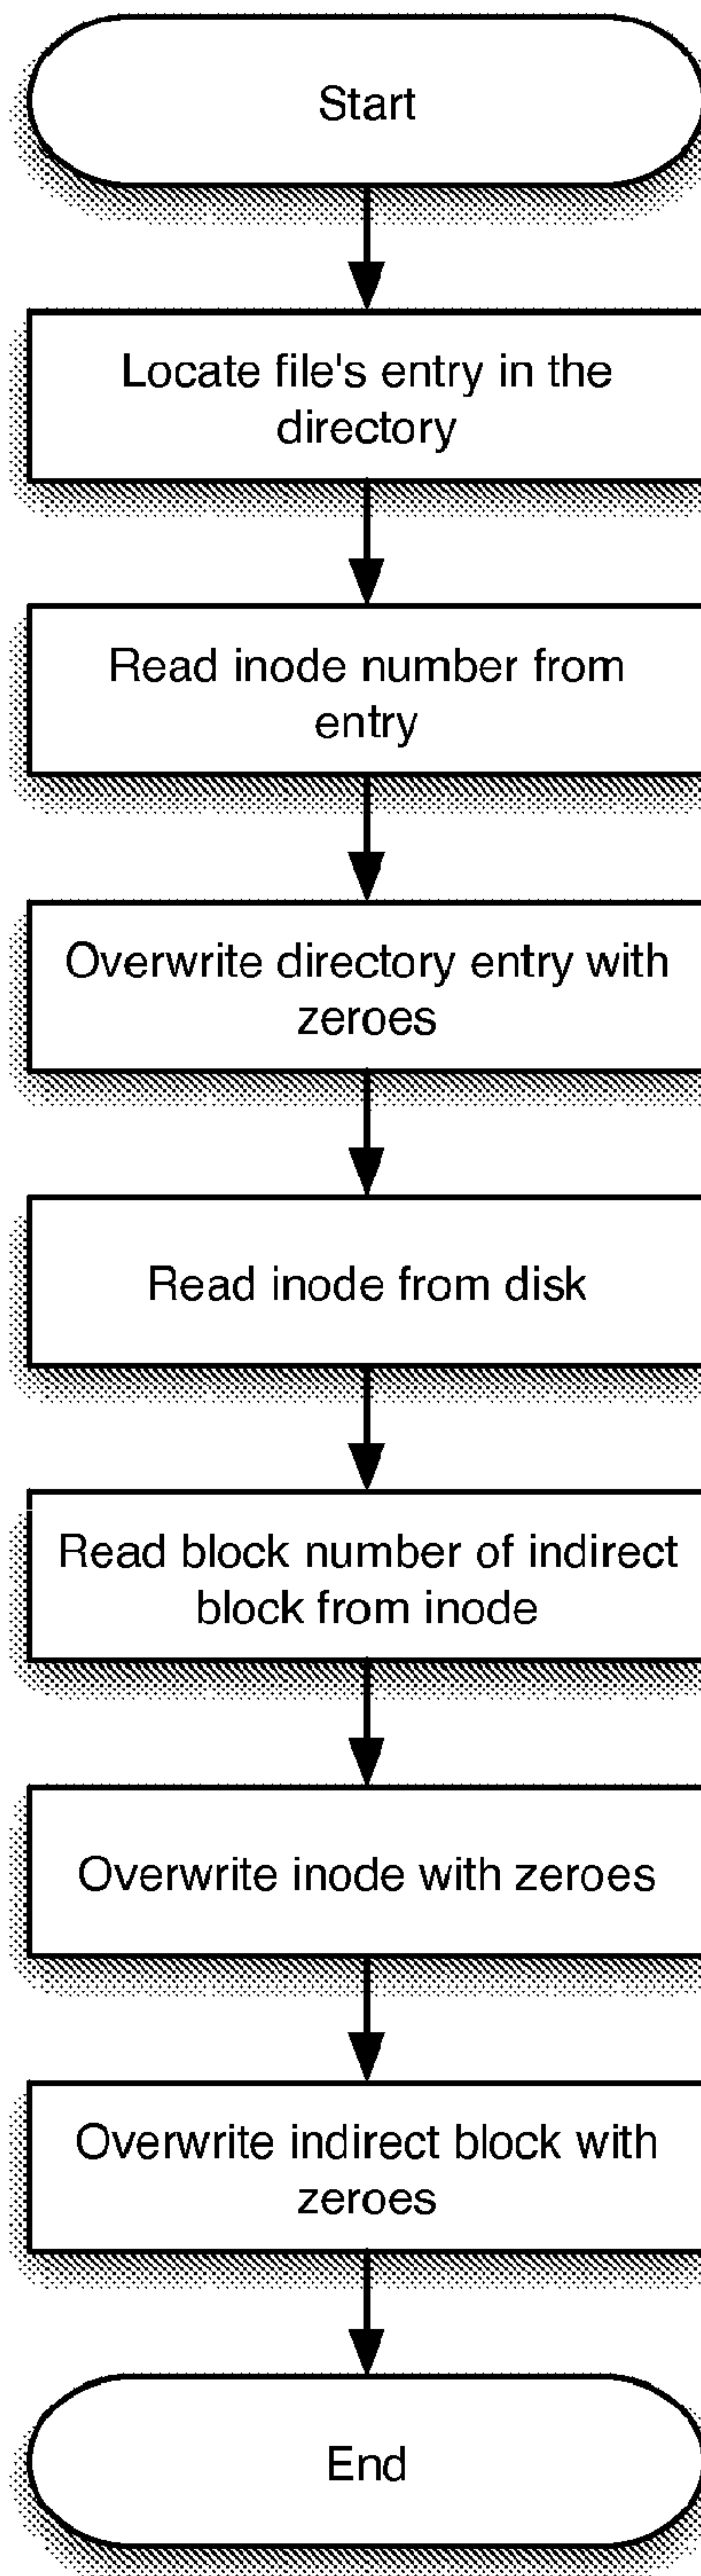 Start
Locate file's entry in the
directory
Read inode number from
entry
Overwrite directory entry with
zeroes
Read inode from disk
Read block number of indirect
block from inode
Overwrite inode with zeroes
Overwrite indirect block with
zeroes
End